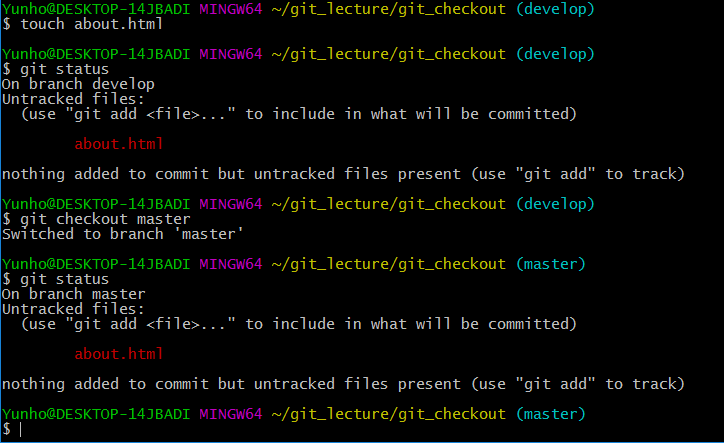 Yunho@DESKTOP-14JBADI MINGW64 ~/git_lecture/git_checkout (develop)
$ touch about.html
Yunho@DESKTOP-14JBADI MINGW64 ~/git_lecture/git_checkout (develop)
$ git status
On branch develop
Untracked files:
(use "git add <file>..." to include in what will be committed)
about.html
nothing added to commit but untracked files present (use "git add" to track)
Yunho@DESKTOP-14JBADI MINGW64 ~/git_lecture/git_checkout (develop)
$ git checkout master
Switched to branch 'master'
Yunho@DESKTOP-14JBADI MINGW64 ~/git_lecture/git_checkout (master)
$ git status
On branch master
Untracked files:
(use "git add <file>..." to include in what will be committed)
about.html
nothing added to commit but untracked files present (use "git add" to track)
Yunho@DESKTOP-14JBADI MINGW64 ~/git_lecture/git_checkout (master)
$